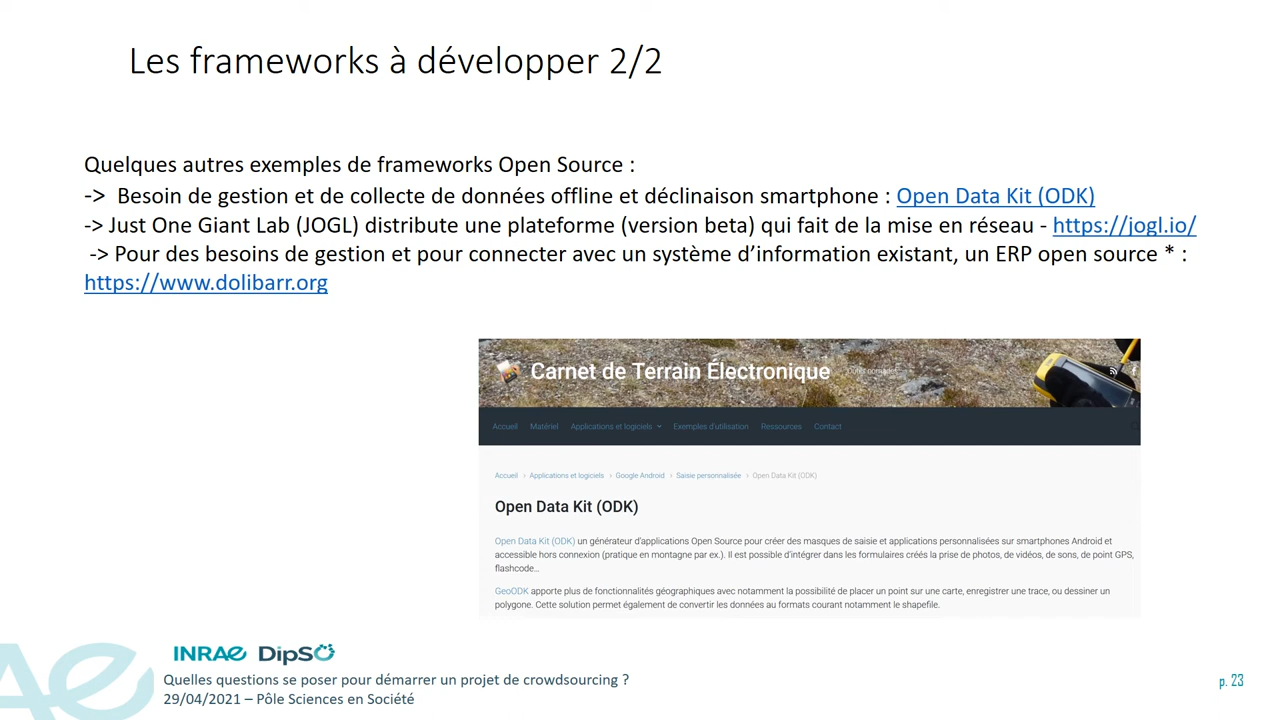 Les frameworks à développer 2/2
Quelques autres exemples de frameworks Open Source :
-> Besoin de gestion et de collecte de données offline et déclinaison smartphone : Open Data Kit (ODK)
-> Just One Giant Lab (JOGL) distribute une plateforme (version beta) qui fait de la mise en réseau - https://jogl.io/
-> Pour des besoins de gestion et pour connecter avec un système d’information existant, un ERP open source * :
https://www.dolibarr.org
Carnet de Terrain Électronique
Accueil Matériel Applications et logiciels Exemples d'utilisation Ressources Contact
Accueil › Applications et logiciels › Google Android › Saisie personnalisée › Open Data Kit (ODK)
Open Data Kit (ODK)
Open Data Kit (ODK) un générateur d'applications Open Source pour créer des masques de saisie et applications personnalisées sur smartphones Android et
accessible hors connexion (pratique en montagne par ex.). Il est possible d'intégrer dans les formulaires créés la prise de photos, de vidéos, de sons, de point GPS,
flashcode…
GeoODK apporte plus de fonctionnalités géographiques avec notamment la possibilité de placer un point sur une carte, enregistrer une trace, ou dessiner un
polygone. Cette solution permet également de convertir les données au formats courant notamment le shapefile.
INRAE DipSO
Quelles questions se poser pour démarrer un projet de crowdsourcing ?
29/04/2021 – Pôle Sciences en Société
p. 23